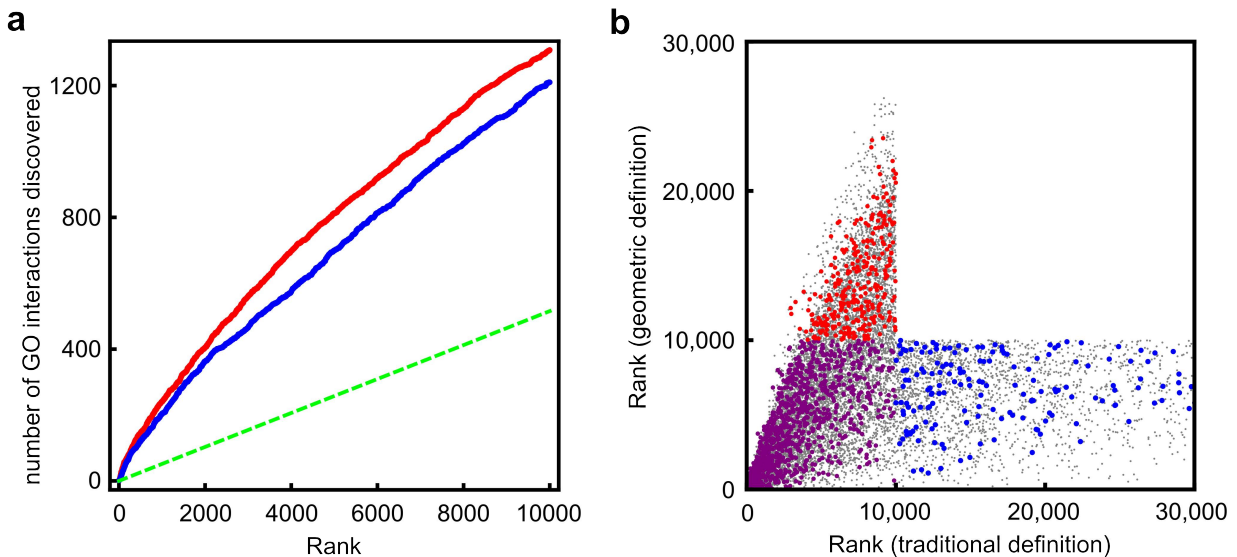 a
number of GO interactions discovered
1200
800
400
0
0 2000 4000 6000 8000 10000
Rank
b
Rank (geometric definition)
30,000
20,000
10,000
0
0 10,000 20,000 30,000
Rank (traditional definition)